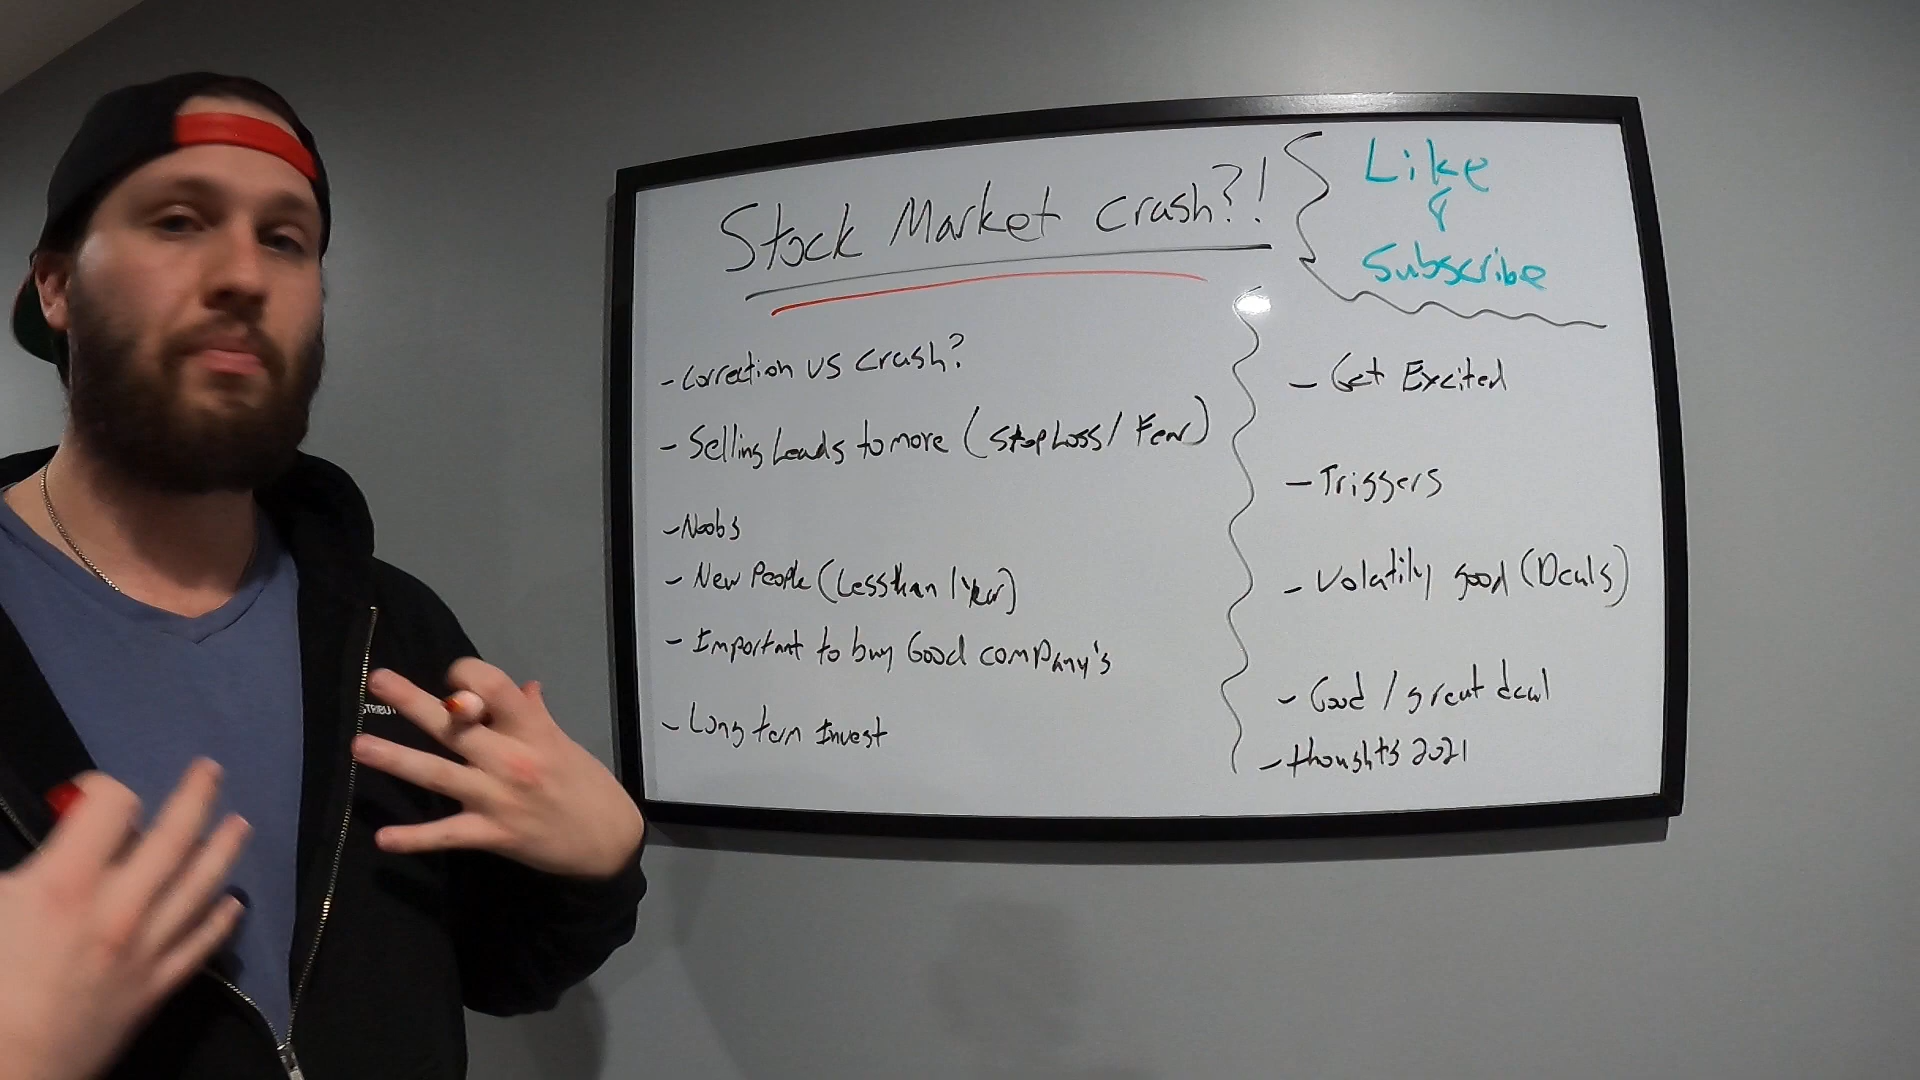 Stock Market Crash?!
Like
&
Subscribe
- Correction vs Crash?
- Selling Leads to more (Stop Loss / Fear)
- Noobs
- New People (Less than 1 Year)
- Important to buy Good company's
- Long term Invest
- Get Excited
- Triggers
- Volatility good (Deals)
- Good / great deal
- thoughts 2021